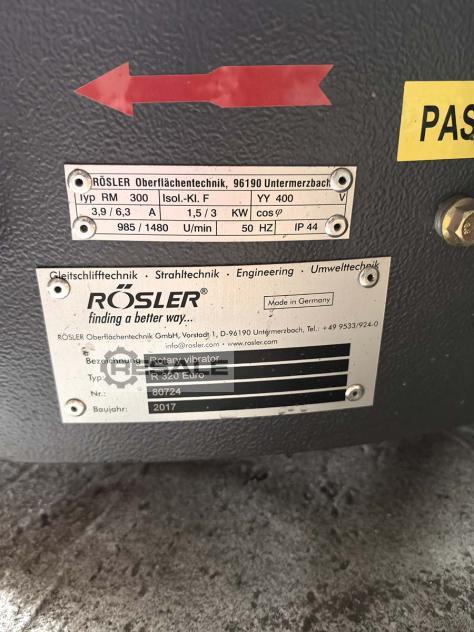 PAS
RÖSLER Oberflächentechnik, 96190 Untermerzbach
Typ RM 300 Isol.-Kl. F YY 400 V
3,9 / 6,3 A 1,5 / 3 KW cos φ
985 / 1480 U/min 50 HZ IP 44
Gleitschlifftechnik · Strahltechnik · Engineering · Umwelttechnik
RÖSLER®
finding a better way...
Made in Germany
RÖSLER Oberflächentechnik GmbH, Vorstadt 1, D-96190 Untermerzbach, Tel.: +49 9533/924-0
info@rosler.com · www.rosler.com
Bezeichnung: Rotary vibrator
Typ: R 320 Euro
RESALE
Nr.: 80724
Baujahr: 2017